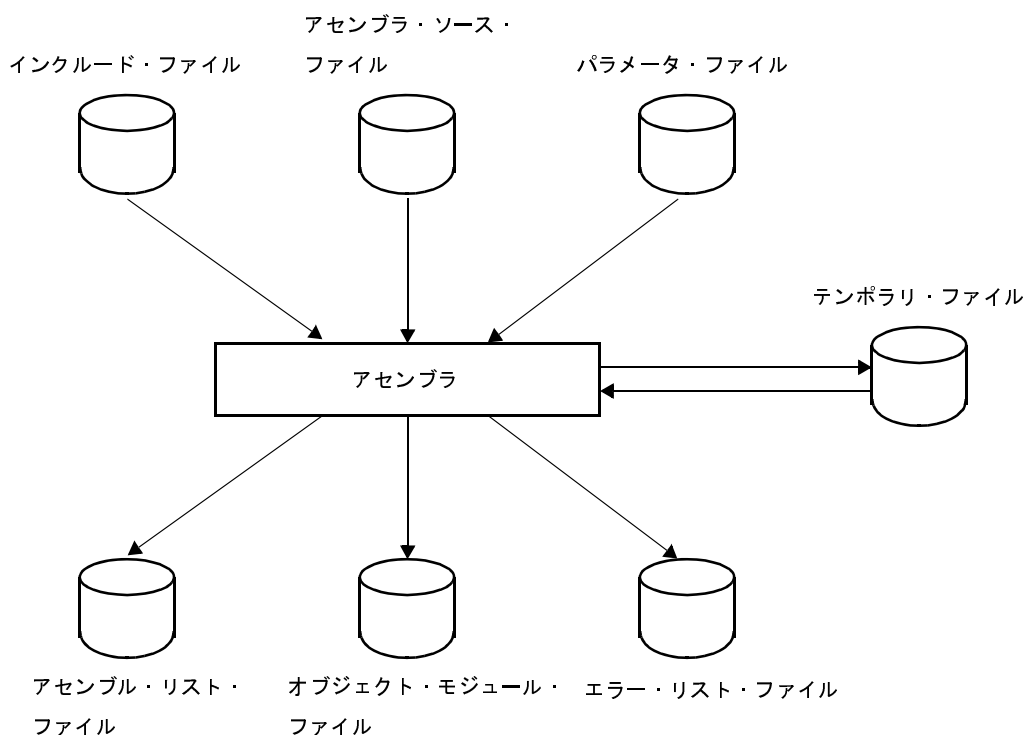 インクルード・ファイル
アセンブラ・ソース・
ファイル
パラメータ・ファイル
テンポラリ・ファイル
アセンブラ
アセンブル・リスト・
ファイル
オブジェクト・モジュール・
ファイル
エラー・リスト・ファイル